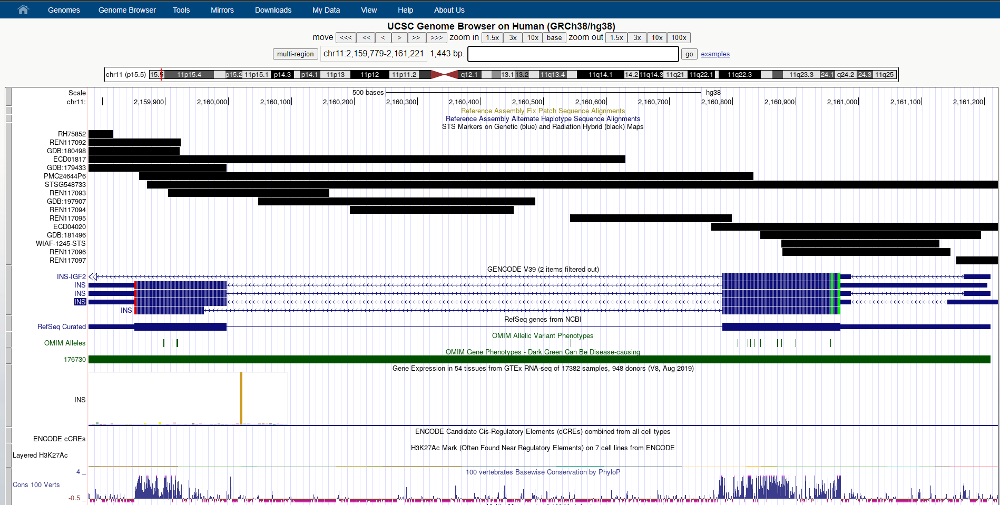 Genomes Genome Browser Tools Mirrors Downloads My Data View Help About Us
UCSC Genome Browser on Human (GRCh38/hg38)
move <<< << < > >> >>> zoom in 1.5x 3x 10x base zoom out 1.5x 3x 10x 100x
multi-region chr11:2,159,779-2,161,221 1,443 bp. go examples
chr11 (p15.5) 15.5 11p15.4 p15.2 11p15.1 p14.3 p14.1 11p13 11p12 11p11.2 q12.1 13.1 13.2 11q13.4 11q14.1 14.2 11q14.3 11q21 11q22.1 11q22.3 11q23.3 24.1 q24.2 24.3 11q25
Scale 500 bases hg38
chr11: 2,159,900 2,160,000 2,160,100 2,160,200 2,160,300 2,160,400 2,160,500 2,160,600 2,160,700 2,160,800 2,160,900 2,161,000 2,161,100 2,161,200
Reference Assembly Fix Patch Sequence Alignments
Reference Assembly Alternate Haplotype Sequence Alignments
STS Markers on Genetic (blue) and Radiation Hybrid (black) Maps
RH75852
REN117092
GDB:180498
ECD01817
GDB:179433
PMC24644P6
STSG548733
REN117093
GDB:197907
REN117094
REN117095
ECD04020
GDB:181496
WIAF-1245-STS
REN117096
REN117097
GENCODE V39 (2 items filtered out)
INS-IGF2
INS
INS
INS
INS
RefSeq genes from NCBI
RefSeq Curated
OMIM Allelic Variant Phenotypes
OMIM Alleles
OMIM Gene Phenotypes - Dark Green Can Be Disease-causing
176730
Gene Expression in 54 tissues from GTEx RNA-seq of 17382 samples, 948 donors (V8, Aug 2019)
INS
ENCODE Candidate Cis-Regulatory Elements (cCREs) combined from all cell types
ENCODE cCREs
H3K27Ac Mark (Often Found Near Regulatory Elements) on 7 cell lines from ENCODE
Layered H3K27Ac
100 vertebrates Basewise Conservation by PhyloP
4 _
Cons 100 Verts
-0.5 _